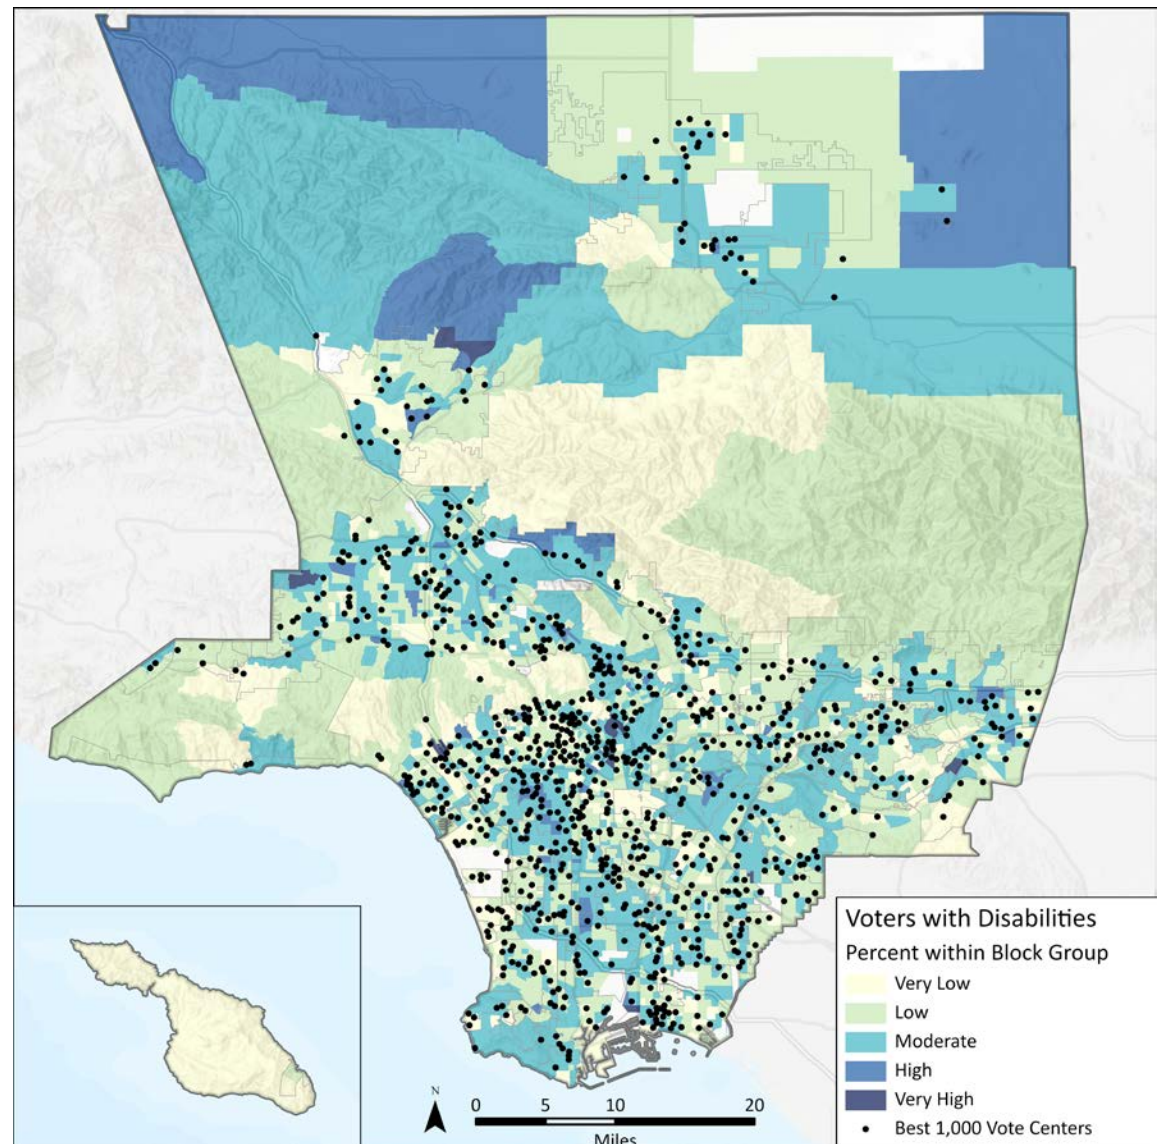 Voters with Disabilities
Percent within Block Group
Very Low
Low
Moderate
High
Very High
Best 1,000 Vote Centers
N
0 5 10 20
Miles